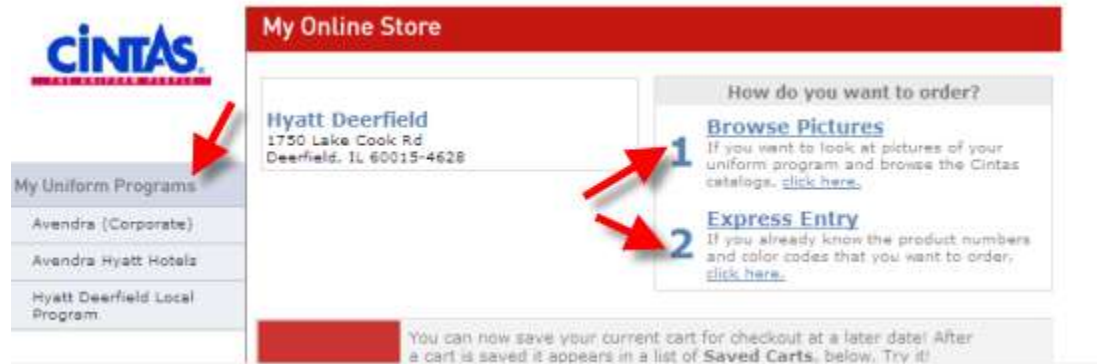 CINTAS
THE UNIFORM PEOPLE
My Online Store
Hyatt Deerfield
1750 Lake Cook Rd
Deerfield, IL 60015-4628
How do you want to order?
1
Browse Pictures
If you want to look at pictures of your
uniform program and browse the Cintas
catalogs, click here.
2
Express Entry
If you already know the product numbers
and color codes that you want to order,
click here.
My Uniform Programs
Avendra (Corporate)
Avendra Hyatt Hotels
Hyatt Deerfield Local
Program
You can now save your current cart for checkout at a later date! After
a cart is saved it appears in a list of Saved Carts, below. Try it!